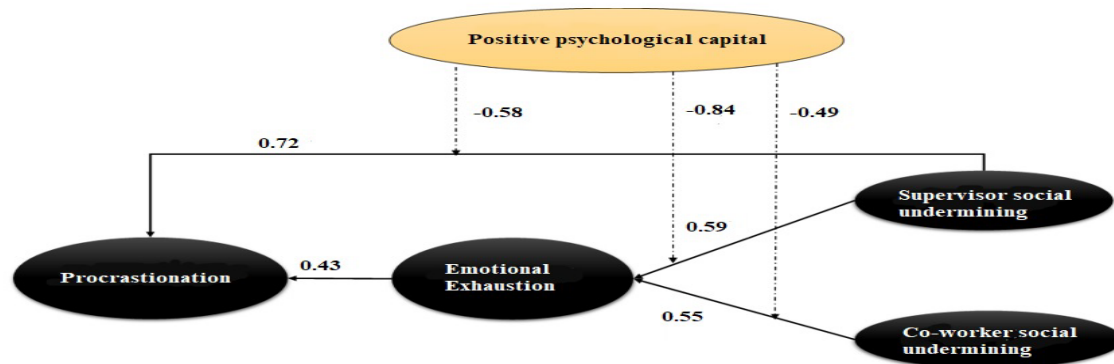 Positive psychological capital
-0.58
-0.84
-0.49
0.72
Supervisor social
undermining
0.59
Procrastionation
0.43
Emotional
Exhaustion
0.55
Co-worker social
undermining